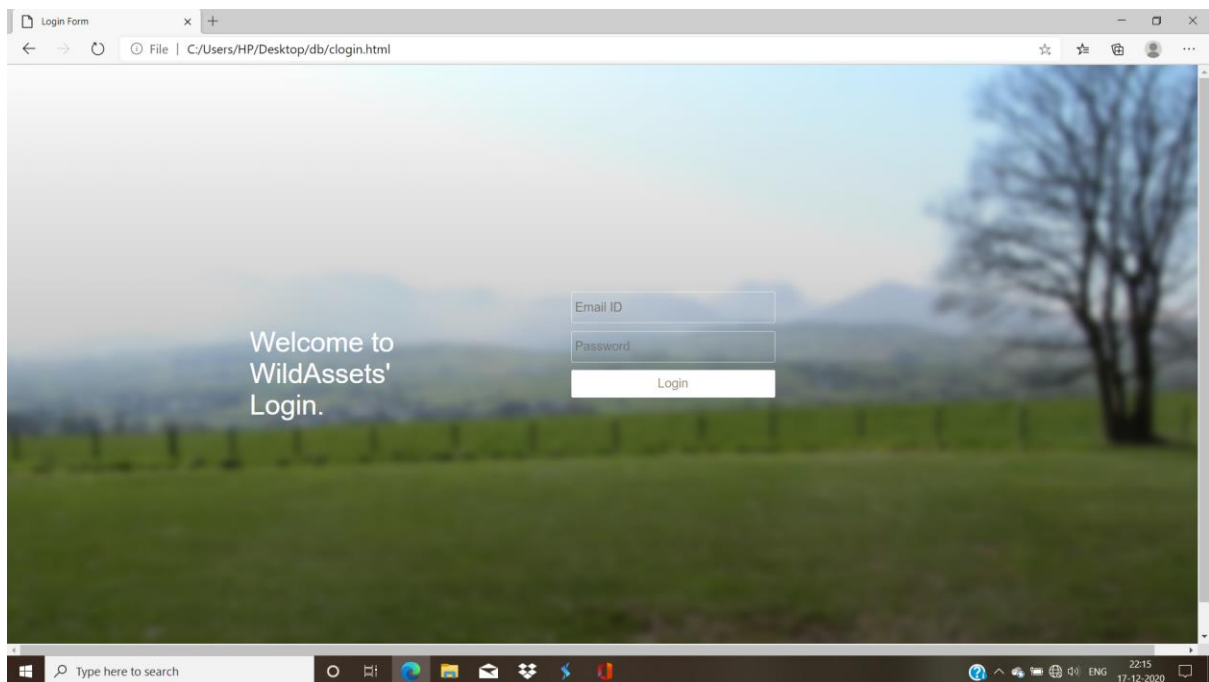 Login Form
File | C:/Users/HP/Desktop/db/clogin.html
Email ID
Password
Login
Welcome to
WildAssets'
Login.
Type here to search
ENG
22:15
17-12-2020